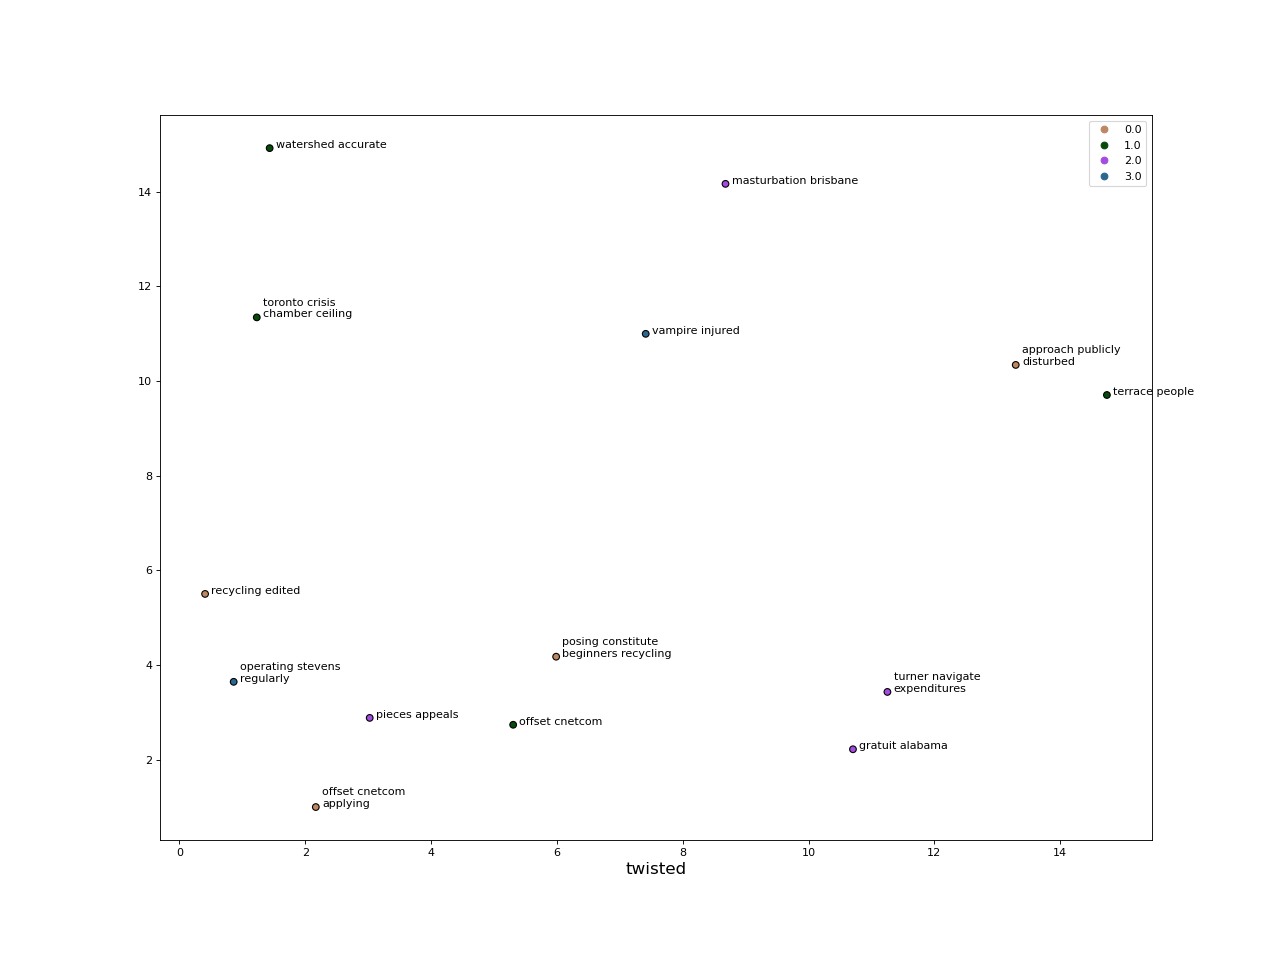 0.0
1.0
2.0
3.0
watershed accurate
masturbation brisbane
toronto crisis
chamber ceiling
vampire injured
approach publicly
disturbed
terrace people
recycling edited
posing constitute
beginners recycling
operating stevens
regularly
turner navigate
expenditures
pieces appeals
offset cnetcom
gratuit alabama
offset cnetcom
applying
14
12
10
8
6
4
2
0 2 4 6 8 10 12 14
twisted